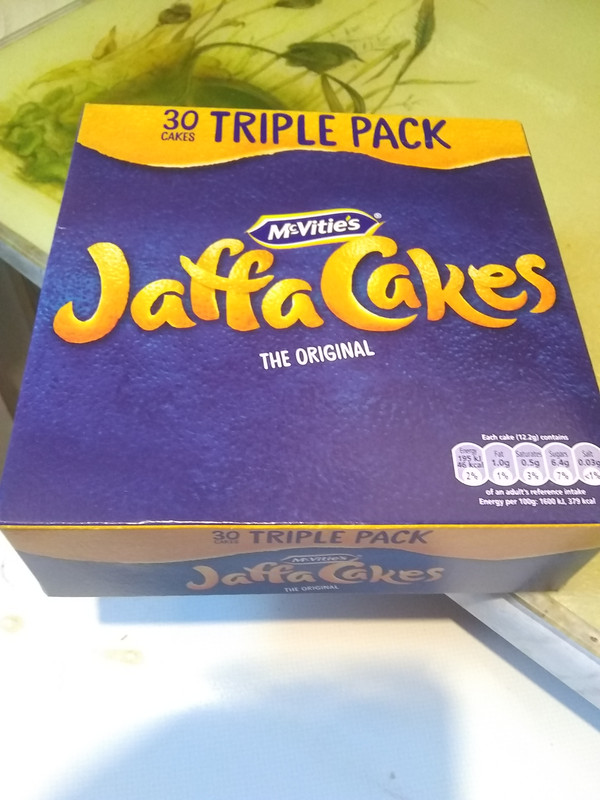 30 CAKES TRIPLE PACK
McVitie's®
Jaffa Cakes
THE ORIGINAL
Each cake (12.2g) contains
Energy Fat Saturates Sugars Salt
195 kJ 46 kcal 1.0g 0.5g 6.4g 0.03g
2% 1% 3% 7% <1%
of an adult's reference intake
Energy per 100g: 1600 kJ, 379 kcal
30 CAKES TRIPLE PACK
McVitie's
Jaffa Cakes
THE ORIGINAL